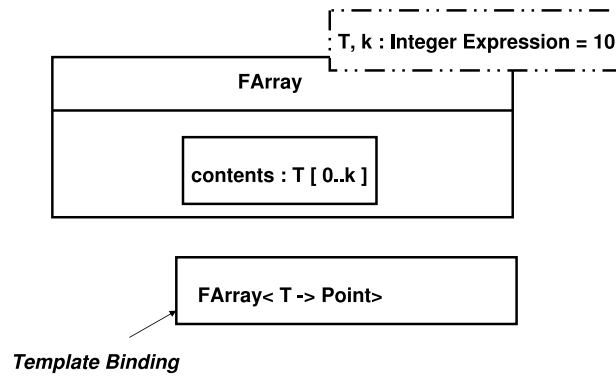 T, k : Integer Expression = 10
FArray
contents : T [ 0..k ]
FArray< T -> Point>
Template Binding